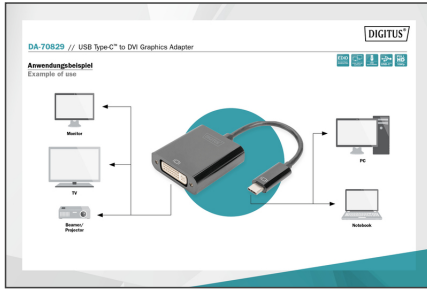 DIGITUS®
DA-70829 // USB Type-C™ to DVI Graphics Adapter
Anwendungsbeispiel
Example of use
Monitor
TV
Beamer/
Projector
PC
Notebook